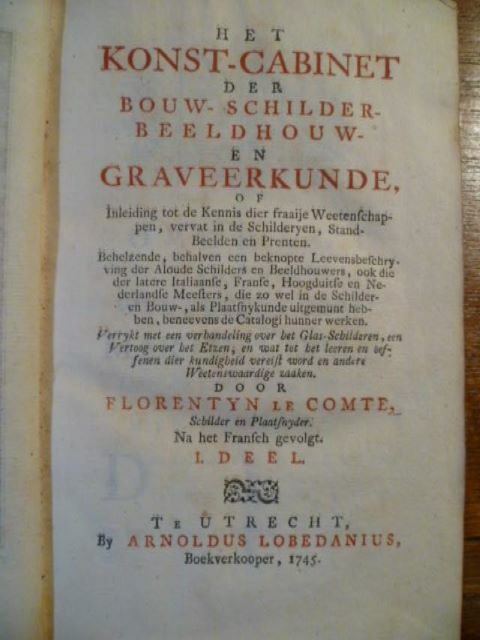 HET
KONST-CABINET
DER
BOUW- SCHILDER-
BEELDHOUW-
EN
GRAVEERKUNDE,
OF
Inleiding tot de Kennis dier fraaije Weetenſchap-
pen, vervat in de Schilderyen, Stand-
Beelden en Prenten.
Behelzende, behalven een beknopte Leevensbeſchry-
ving der Aloude Schilders en Beeldhouwers, ook die
der latere Italiaanſe, Franſe, Hoogduitſe en Ne-
derlandſe Meeſters, die zo wel in de Schilder-
en Bouw-, als Plaatſnykunde uitgemunt heb-
ben, beneevens de Catalogi hunner werken.
Verrykt met een verhandeling over het Glas-Schilderen, een
Vertoog over het Etzen, en wat tot het leeren en oef-
fenen dier kundigheid vereiſt word en andere
Weetenswaardige zaaken.
DOOR
FLORENTYN LE COMTE,
Schilder en Plaatſnyder.
Na het Franſch gevolgt.
I. DEEL.
TE UTRECHT,
By ARNOLDUS LOBEDANIUS,
Boekverkooper, 1745.